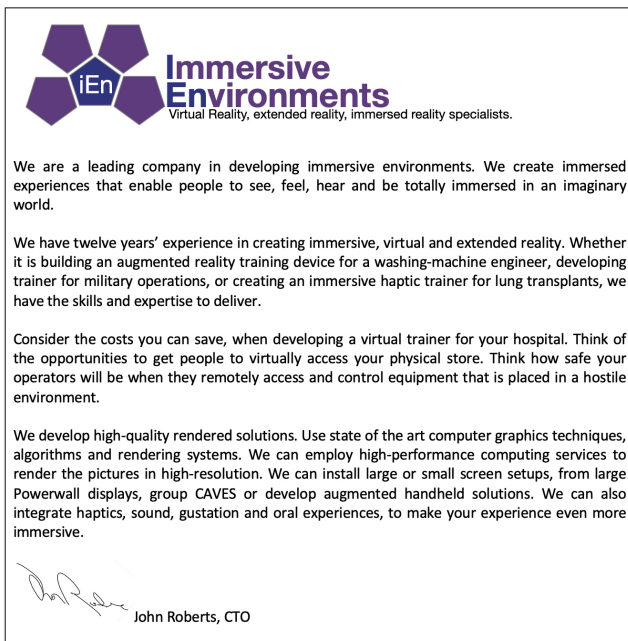 iEn
Immersive
Environments
Virtual Reality, extended reality, immersed reality specialists.
We are a leading company in developing immersive environments. We create immersed
experiences that enable people to see, feel, hear and be totally immersed in an imaginary
world.
We have twelve years’ experience in creating immersive, virtual and extended reality. Whether
it is building an augmented reality training device for a washing-machine engineer, developing
trainer for military operations, or creating an immersive haptic trainer for lung transplants, we
have the skills and expertise to deliver.
Consider the costs you can save, when developing a virtual trainer for your hospital. Think of
the opportunities to get people to virtually access your physical store. Think how safe your
operators will be when they remotely access and control equipment that is placed in a hostile
environment.
We develop high-quality rendered solutions. Use state of the art computer graphics techniques,
algorithms and rendering systems. We can employ high-performance computing services to
render the pictures in high-resolution. We can install large or small screen setups, from large
Powerwall displays, group CAVES or develop augmented handheld solutions. We can also
integrate haptics, sound, gustation and oral experiences, to make your experience even more
immersive.
John Roberts, CTO